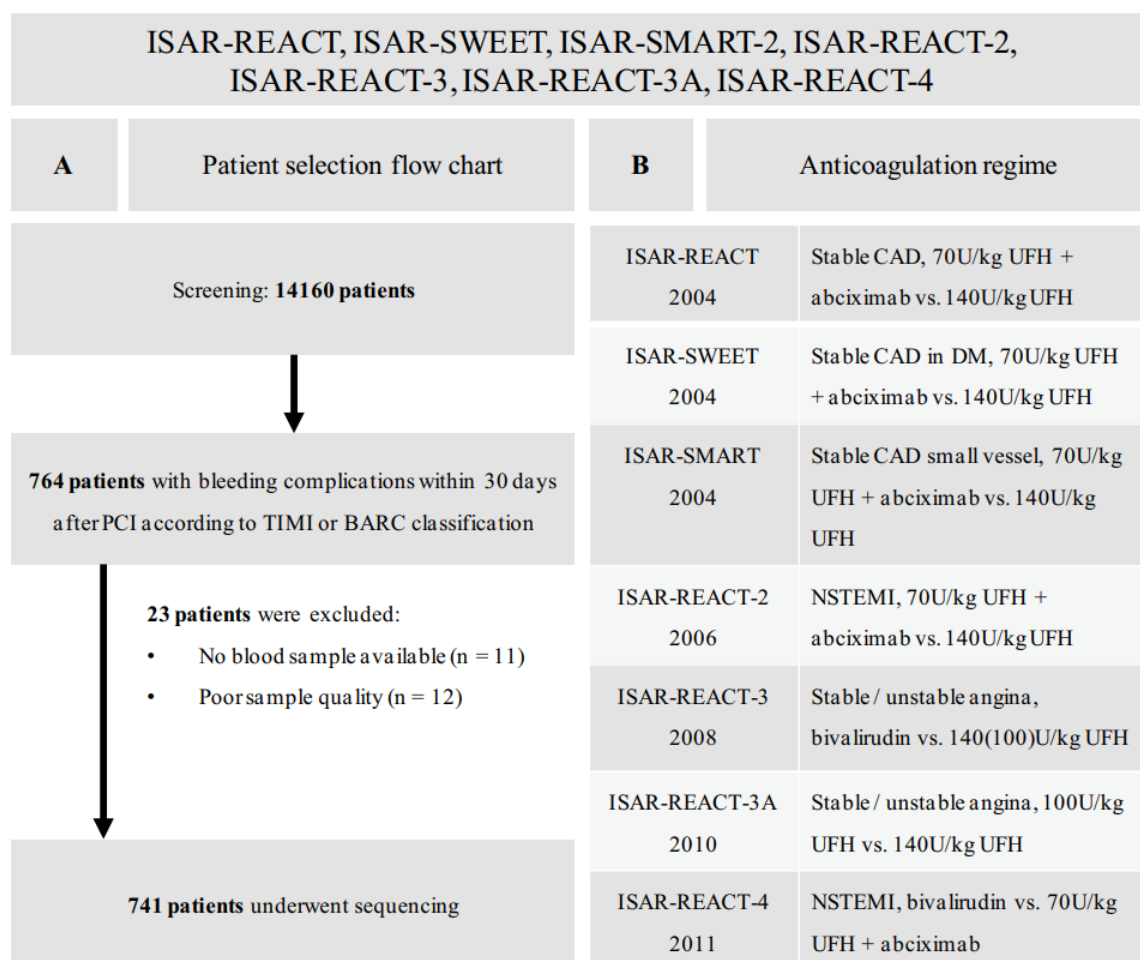 ISAR-REACT, ISAR-SWEET, ISAR-SMART-2, ISAR-REACT-2,
ISAR-REACT-3, ISAR-REACT-3A, ISAR-REACT-4
A
Patient selection flow chart
Screening: 14160 patients
764 patients with bleeding complications within 30 days
after PCI according to TIMI or BARC classification
23 patients were excluded:
• No blood sample available (n = 11)
• Poor sample quality (n = 12)
741 patients underwent sequencing
B
Anticoagulation regime
ISAR-REACT
2004
Stable CAD, 70U/kg UFH +
abciximab vs. 140U/kg UFH
ISAR-SWEET
2004
Stable CAD in DM, 70U/kg UFH
+ abciximab vs. 140U/kg UFH
ISAR-SMART
2004
Stable CAD small vessel, 70U/kg
UFH + abciximab vs. 140U/kg
UFH
ISAR-REACT-2
2006
NSTEMI, 70U/kg UFH +
abciximab vs. 140U/kg UFH
ISAR-REACT-3
2008
Stable / unstable angina,
bivalirudin vs. 140(100)U/kg UFH
ISAR-REACT-3A
2010
Stable / unstable angina, 100U/kg
UFH vs. 140U/kg UFH
ISAR-REACT-4
2011
NSTEMI, bivalirudin vs. 70U/kg
UFH + abciximab